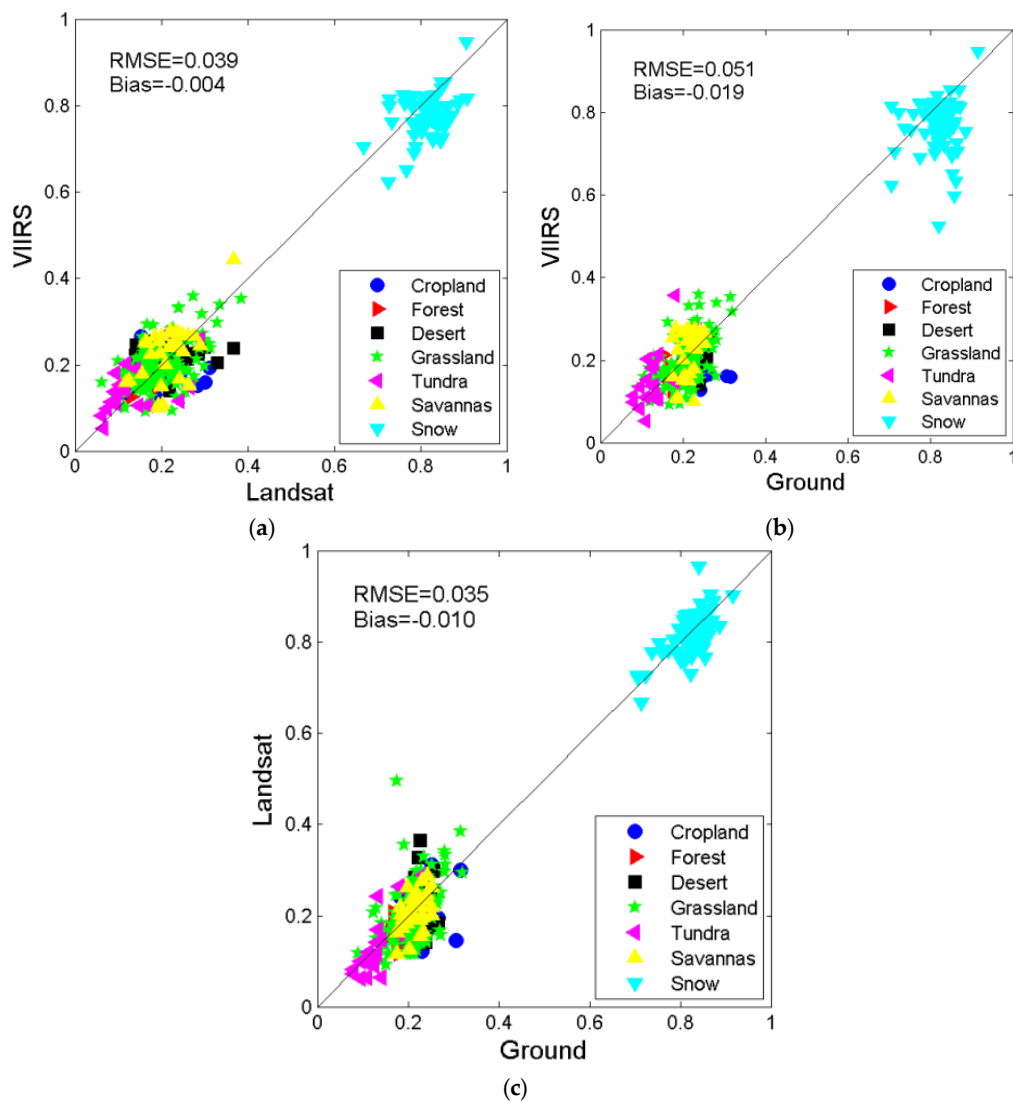 1
0.8
0.6
0.4
0.2
0
0
0.2
0.4
0.6
0.8
1
RMSE=0.039
Bias=-0.004
VIIRS
Landsat
Cropland
Forest
Desert
Grassland
Tundra
Savannas
Snow
(a)
1
0.8
0.6
0.4
0.2
0
0
0.2
0.4
0.6
0.8
1
RMSE=0.051
Bias=-0.019
VIIRS
Ground
Cropland
Forest
Desert
Grassland
Tundra
Savannas
Snow
(b)
1
0.8
0.6
0.4
0.2
0
0
0.2
0.4
0.6
0.8
1
RMSE=0.035
Bias=-0.010
Landsat
Ground
Cropland
Forest
Desert
Grassland
Tundra
Savannas
Snow
(c)